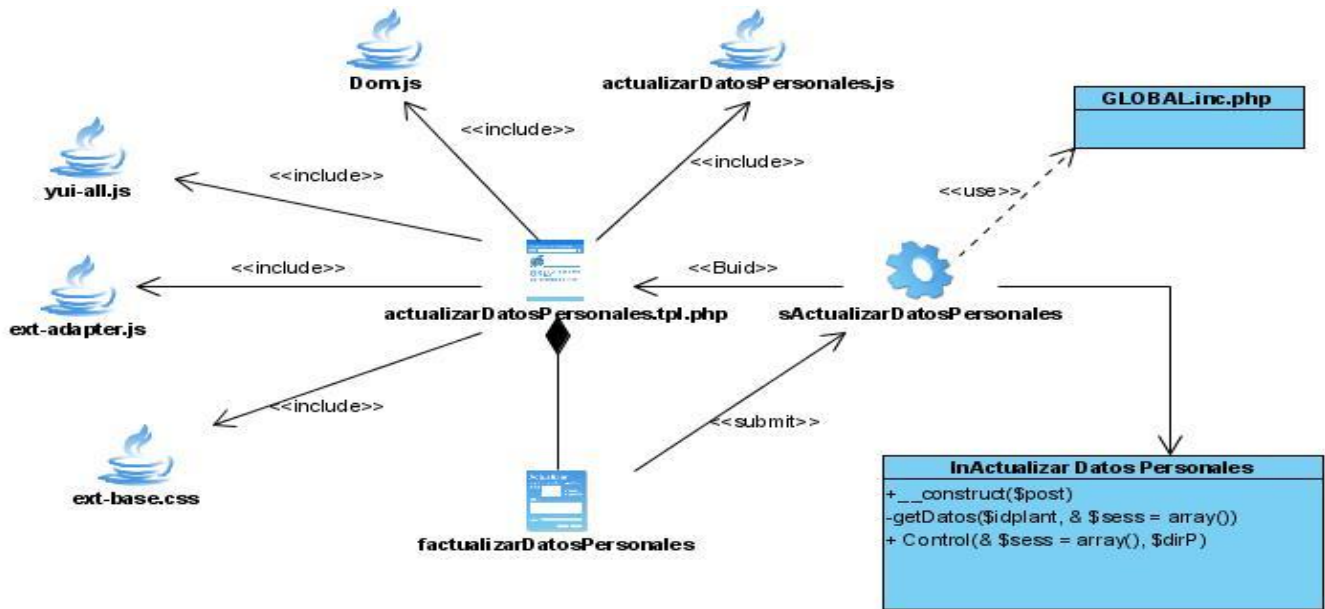 Dom.js
actualizarDatosPersonales.js
GLOBAL.inc.php
<<include>>
<<include>>
<<include>>
yui-all.js
<<use>>
<<include>>
<<Buid>>
ext-adapter.js
actualizarDatosPersonales.tpl.php
sActualizarDatosPersonales
<<include>>
<<submit>>
ext-base.css
factualizarDatosPersonales
lnActualizar Datos Personales
+__construct($post)
-getDatos($idplant, & $sess = array())
+ Control(& $sess = array(), $dirP)